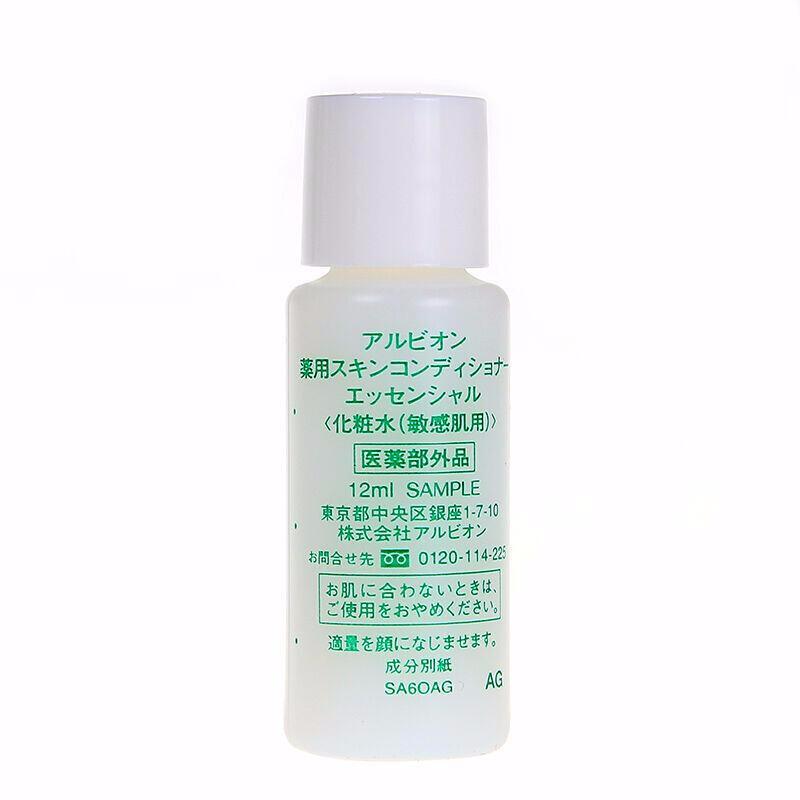 アルビオン
薬用スキンコンディショナー
エッセンシャル
〈化粧水(敏感肌用)〉
医薬部外品
12ml SAMPLE
東京都中央区銀座1-7-10
株式会社アルビオン
お問合せ先 0120-114-225
お肌に合わないときは、
ご使用をおやめください。
適量を顔になじませます。
成分別紙
SA6OAG AG